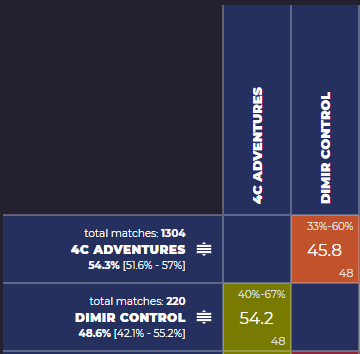 4C ADVENTURES
DIMIR CONTROL
total matches: 1304
4C ADVENTURES
54.3% [51.6% - 57%]
33%-60%
45.8
48
total matches: 220
DIMIR CONTROL
48.6% [42.1% - 55.2%]
40%-67%
54.2
48